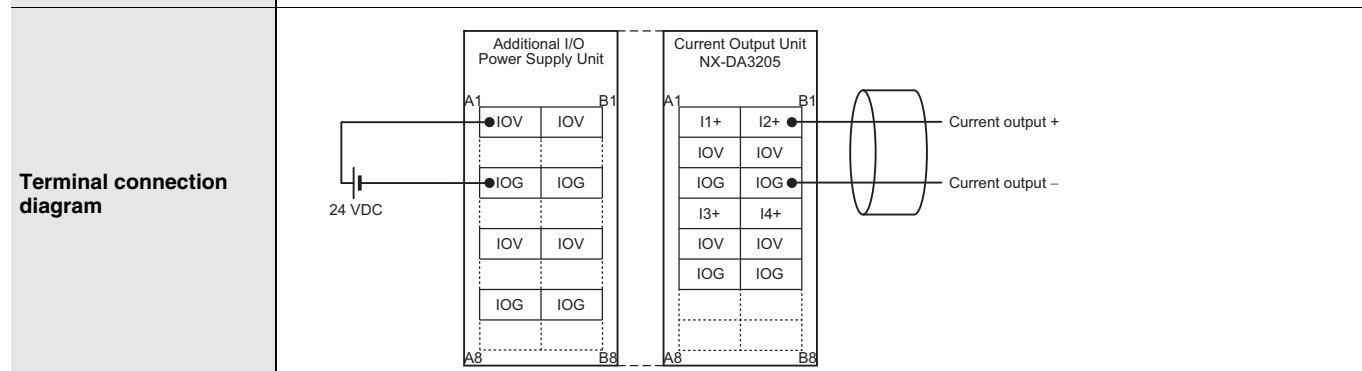 Terminal connection
diagram
24 VDC
Additional I/O
Power Supply Unit
A1 B1
IOV IOV
IOG IOG
IOV IOV
IOG IOG
A8 B8
Current Output Unit
NX-DA3205
A1 B1
I1+ I2+
IOV IOV
IOG IOG
I3+ I4+
IOV IOV
IOG IOG
A8 B8
Current output +
Current output –